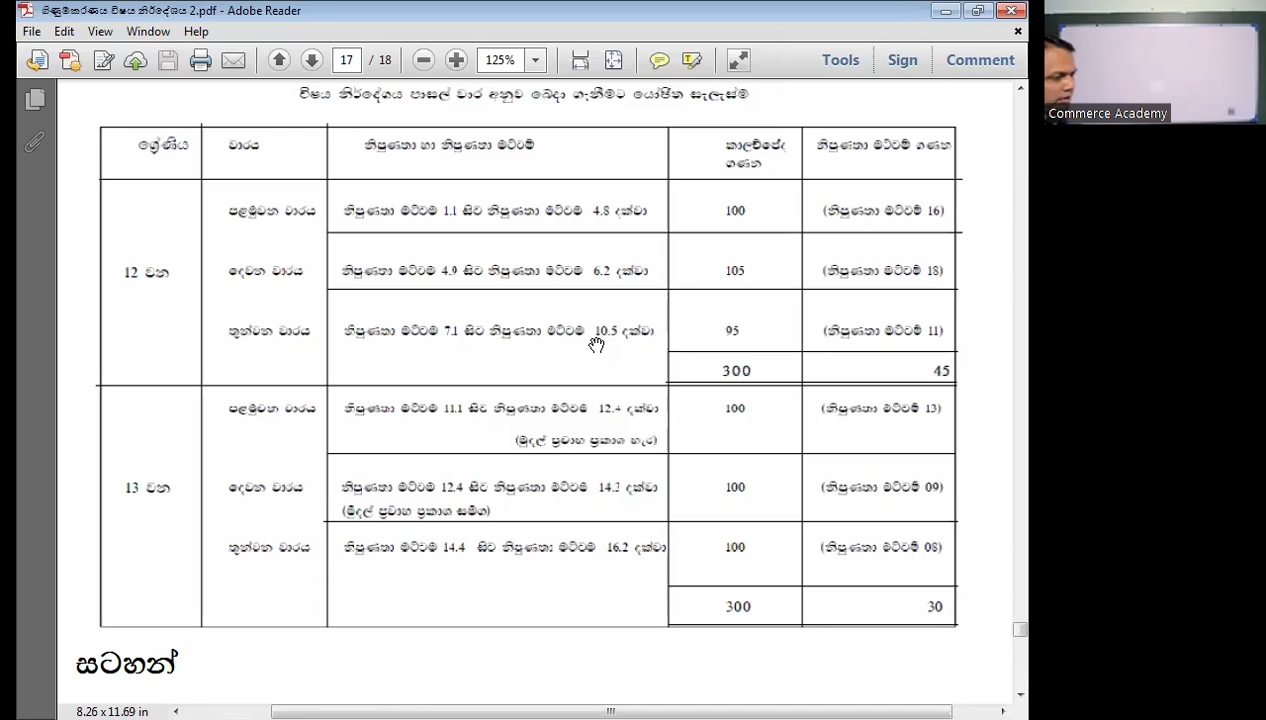 ගිණුම්කරණය විෂය නිර්දේශය 2.pdf - Adobe Reader
File Edit View Window Help
17 / 18 125% Tools Sign Comment
Commerce Academy
විෂය නිර්දේශය පාසල් වාර අනුව බෙදා ගැනීමට යෝජිත සැලැස්ම
ශ්‍රේණිය වාරය නිපුණතා හා නිපුණතා මට්ටම් කාලච්ඡේද ගණන නිපුණතා මට්ටම් ගණන
පළමුවන වාරය නිපුණතා මට්ටම 1.1 සිට නිපුණතා මට්ටම 4.8 දක්වා 100 (නිපුණතා මට්ටම් 16)
12 වන දෙවන වාරය නිපුණතා මට්ටම 4.9 සිට නිපුණතා මට්ටම 6.2 දක්වා 105 (නිපුණතා මට්ටම් 18)
තුන්වන වාරය නිපුණතා මට්ටම 7.1 සිට නිපුණතා මට්ටම 10.5 දක්වා 95 (නිපුණතා මට්ටම් 11)
300 45
පළමුවන වාරය නිපුණතා මට්ටම 11.1 සිට නිපුණතා මට්ටම 12.4 දක්වා 100 (නිපුණතා මට්ටම් 13)
(මුදල් ප්‍රවාහ ප්‍රකාශ හැර)
13 වන දෙවන වාරය නිපුණතා මට්ටම 12.4 සිට නිපුණතා මට්ටම 14.3 දක්වා 100 (නිපුණතා මට්ටම් 09)
(මුදල් ප්‍රවාහ ප්‍රකාශ සමග)
තුන්වන වාරය නිපුණතා මට්ටම 14.4 සිට නිපුණතා මට්ටම 16.2 දක්වා 100 (නිපුණතා මට්ටම් 08)
300 30
සටහන්
8.26 x 11.69 in